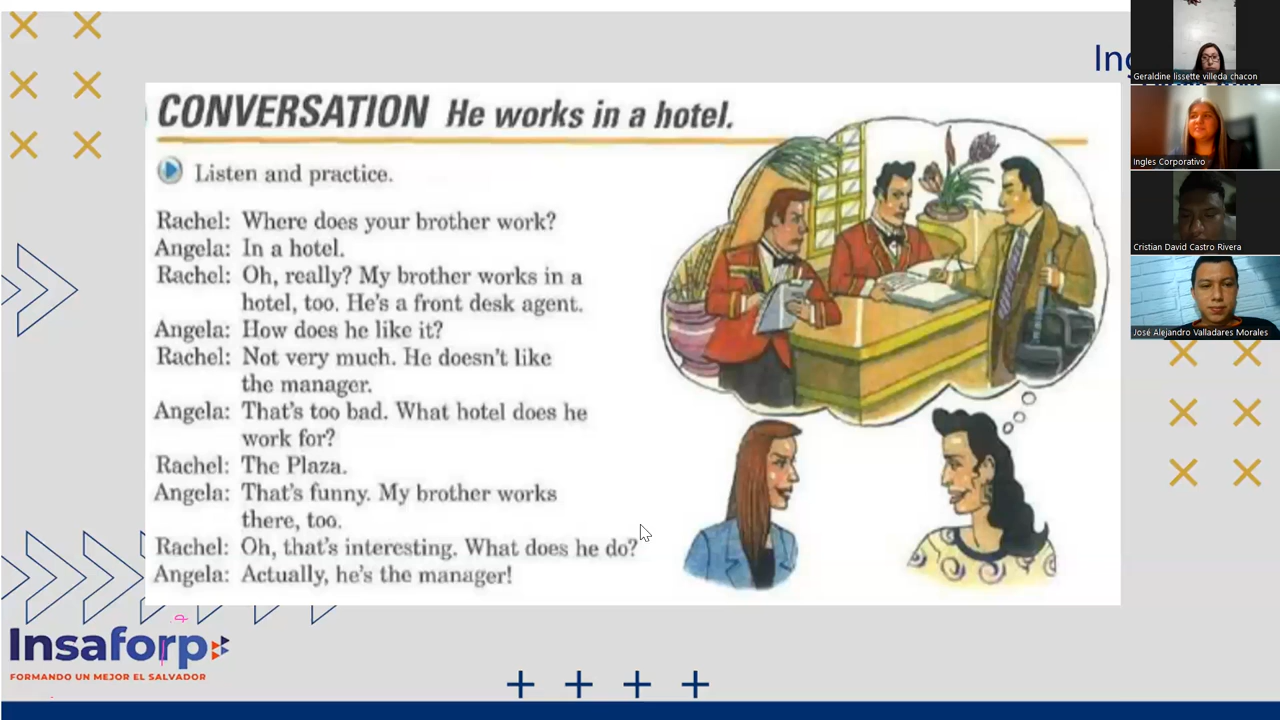 Ing
CONVERSATION He works in a hotel.
Listen and practice.
Rachel: Where does your brother work?
Angela: In a hotel.
Rachel: Oh, really? My brother works in a
hotel, too. He's a front desk agent.
Angela: How does he like it?
Rachel: Not very much. He doesn't like
the manager.
Angela: That's too bad. What hotel does he
work for?
Rachel: The Plaza.
Angela: That's funny. My brother works
there, too.
Rachel: Oh, that's interesting. What does he do?
Angela: Actually, he's the manager!
Insaforp
FORMANDO UN MEJOR EL SALVADOR
Geraldine lissette villeda chacon
Ingles Corporativo
Cristian David Castro Rivera
José Alejandro Valladares Morales